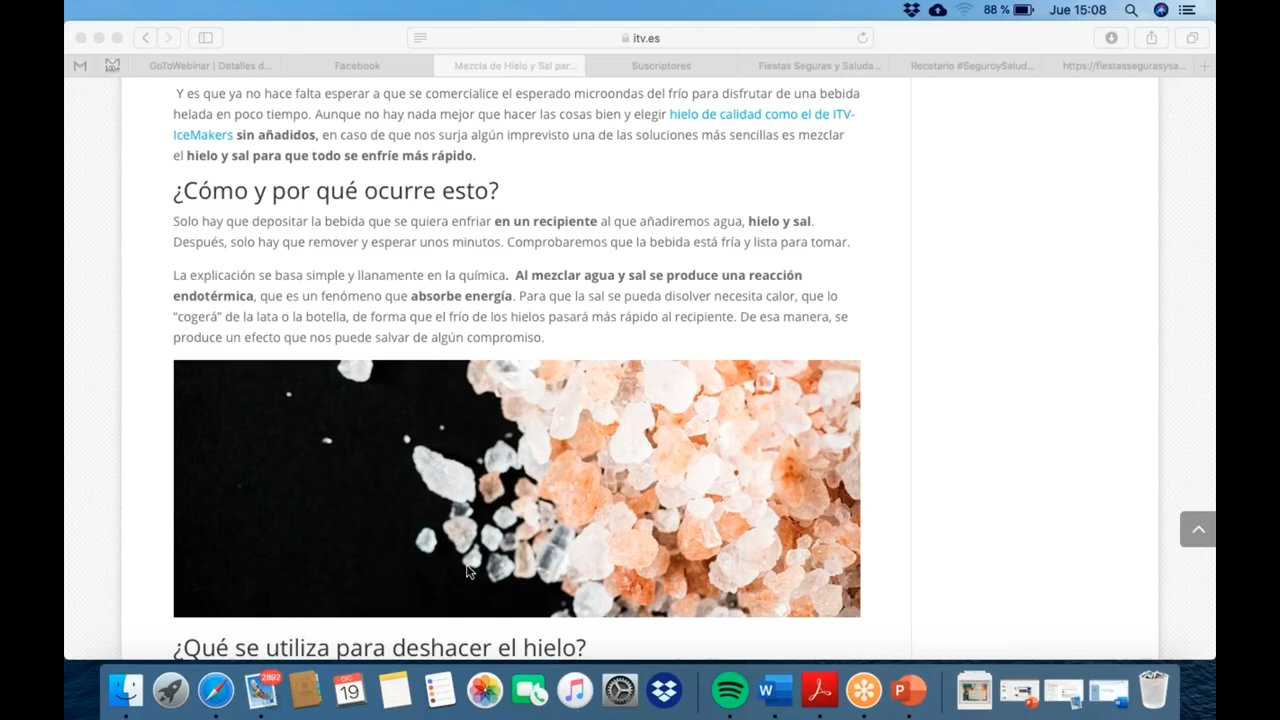 88 %
Jue 15:08
itv.es
GoToWebinar | Detalles d...
Facebook
Mezcla de Hielo y Sal par...
Suscriptores
Fiestas Seguras y Saluda...
Recetario #SeguroySalud...
https://fiestassegurasysa...
Y es que ya no hace falta esperar a que se comercialice el esperado microondas del frío para disfrutar de una bebida
helada en poco tiempo. Aunque no hay nada mejor que hacer las cosas bien y elegir hielo de calidad como el de ITV-
IceMakers sin añadidos, en caso de que nos surja algún imprevisto una de las soluciones más sencillas es mezclar
el hielo y sal para que todo se enfríe más rápido.
¿Cómo y por qué ocurre esto?
Solo hay que depositar la bebida que se quiera enfriar en un recipiente al que añadiremos agua, hielo y sal.
Después, solo hay que remover y esperar unos minutos. Comprobaremos que la bebida está fría y lista para tomar.
La explicación se basa simple y llanamente en la química. Al mezclar agua y sal se produce una reacción
endotérmica, que es un fenómeno que absorbe energía. Para que la sal se pueda disolver necesita calor, que lo
“cogerá” de la lata o la botella, de forma que el frío de los hielos pasará más rápido al recipiente. De esa manera, se
produce un efecto que nos puede salvar de algún compromiso.
¿Qué se utiliza para deshacer el hielo?
2892
DIC
19
W
P